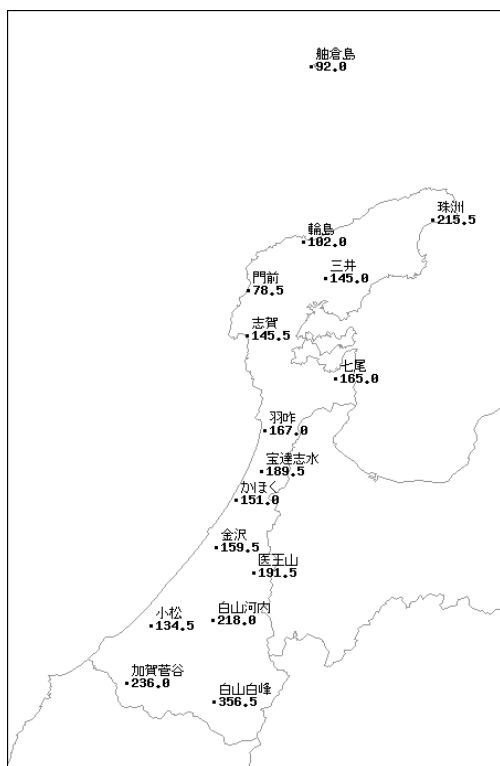 舳倉島
92.0
珠洲
215.5
輪島
102.0
三井
145.0
門前
78.5
志賀
145.5
七尾
165.0
羽咋
167.0
宝達志水
189.5
かほく
151.0
金沢
159.5
医王山
191.5
白山河内
218.0
小松
134.5
加賀菅谷
236.0
白山白峰
356.5